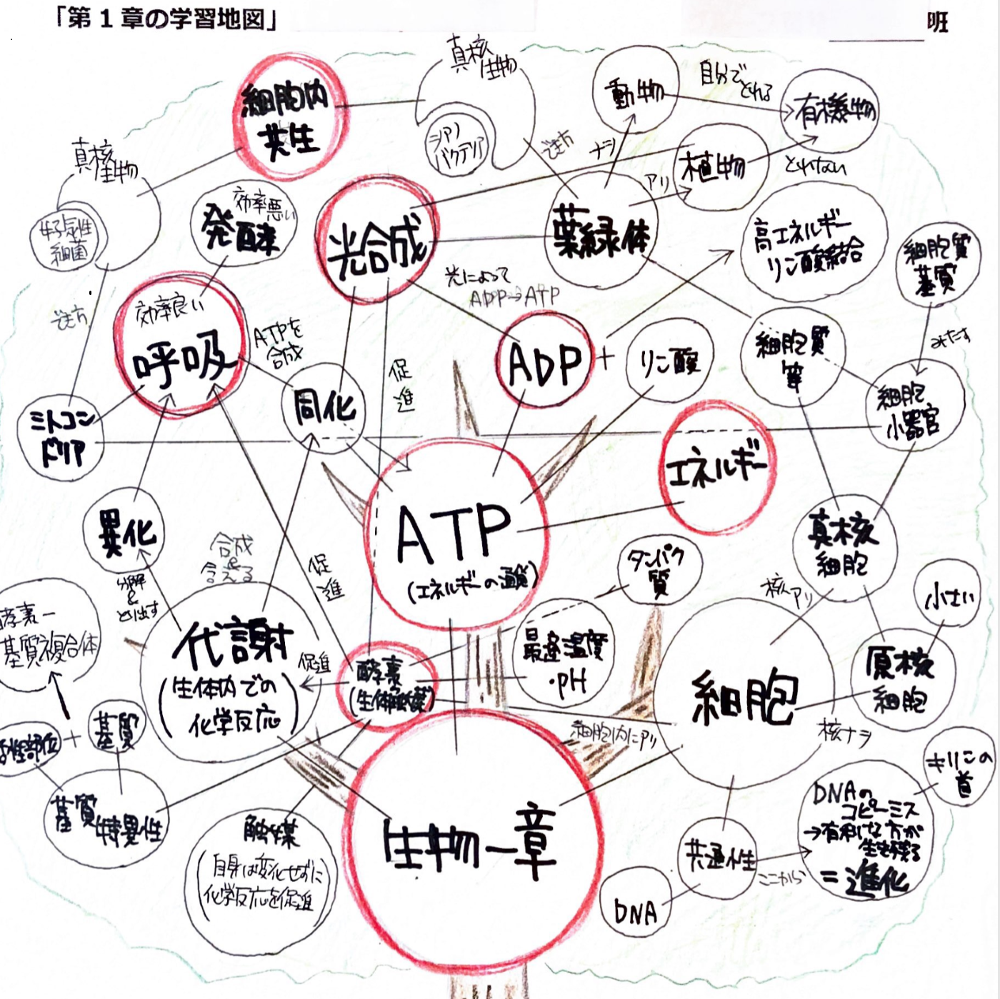 「第1章の学習地図」
班
細胞内
共生
真核
生物
シアノ
バクテリア
動物
自分で
とれる
有機物
植物
とれない
でき方
ナシ
アリ
真核
生物
好気性
細菌
でき方
効率悪い
発酵
光合成
葉緑体
高エネルギー
リン酸結合
細胞質
基質
みたす
光によって
ADP→ATP
効率良い
呼吸
ATPを
合成
同化
促
進
ADP
+
リン酸
細胞質
等
細胞
小器官
ミトコン
ドリア
エネルギー
異化
ATP
(エネルギーの通貨)
真核
細胞
合成
&
分解
&
とり出す
促
進
タンパク
質
核
アリ
小さい
酵素ー
基質複合体
代謝
(生体内での
化学反応)
促進
酵素
(生体触媒)
最適温度
・pH
細胞
原核
細胞
核ナシ
活性部位
+
基質
細胞内にアリ
キリンの
首
基質特異性
触媒
(自身は変化せずに
化学反応を促進)
生物一章
共通性
ここから
DNA
DNAの
コピーミス
→有利な方が
生き残る
=進化